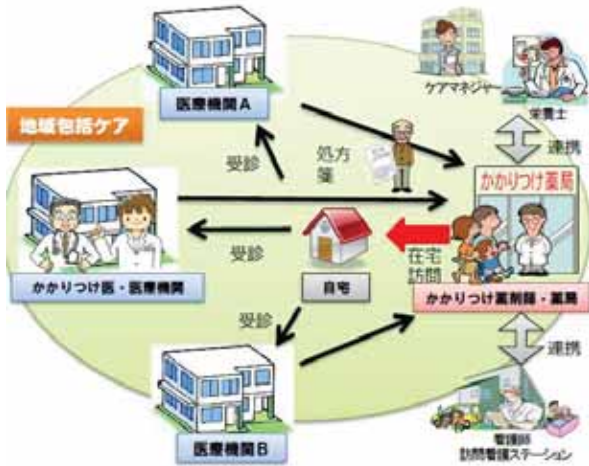 医療機関A
ケアマネジャー
栄養士
地域包括ケア
受診
処方
箋
連携
かかりつけ薬局
受診
在宅
訪問
かかりつけ医・医療機関
自宅
かかりつけ薬剤師・薬局
受診
連携
医療機関B
看護師
訪問看護ステーション